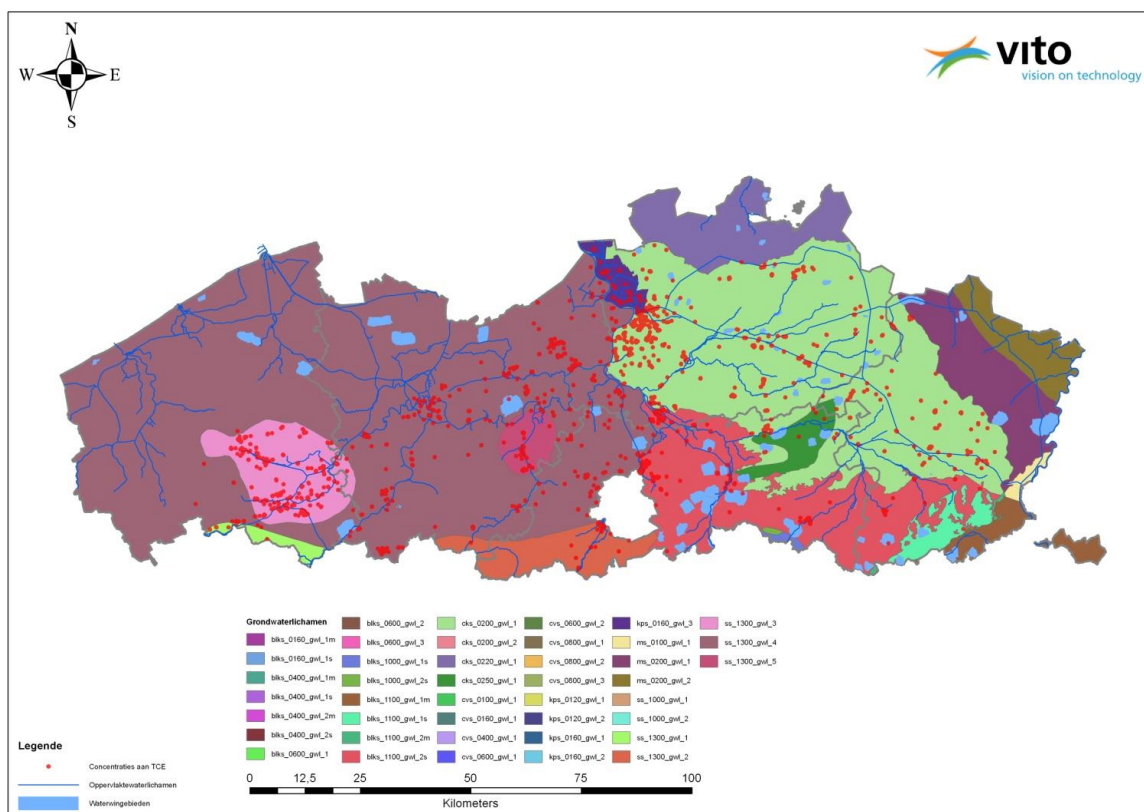 N
W E
S
vito
vision on technology
Grondwaterlichamen
blks_0160_gwl_1m
blks_0160_gwl_1s
blks_0400_gwl_1m
blks_0400_gwl_1s
blks_0400_gwl_2m
blks_0400_gwl_2s
blks_0600_gwl_1
blks_0600_gwl_2
blks_0600_gwl_3
blks_1000_gwl_1s
blks_1000_gwl_2s
blks_1100_gwl_1m
blks_1100_gwl_1s
blks_1100_gwl_2m
blks_1100_gwl_2s
cks_0200_gwl_1
cks_0200_gwl_2
cks_0220_gwl_1
cks_0250_gwl_1
cvs_0100_gwl_1
cvs_0160_gwl_1
cvs_0400_gwl_1
cvs_0600_gwl_1
cvs_0600_gwl_2
cvs_0800_gwl_1
cvs_0800_gwl_2
cvs_0800_gwl_3
kps_0120_gwl_1
kps_0120_gwl_2
kps_0160_gwl_1
kps_0160_gwl_2
kps_0160_gwl_3
ms_0100_gwl_1
ms_0200_gwl_1
ms_0200_gwl_2
ss_1000_gwl_1
ss_1000_gwl_2
ss_1300_gwl_1
ss_1300_gwl_2
ss_1300_gwl_3
ss_1300_gwl_4
ss_1300_gwl_5
Legende
Concentraties aan TCE
Oppervlaktewaterlichamen
Waterwingebieden
0 12,5 25 50 75 100
Kilometers